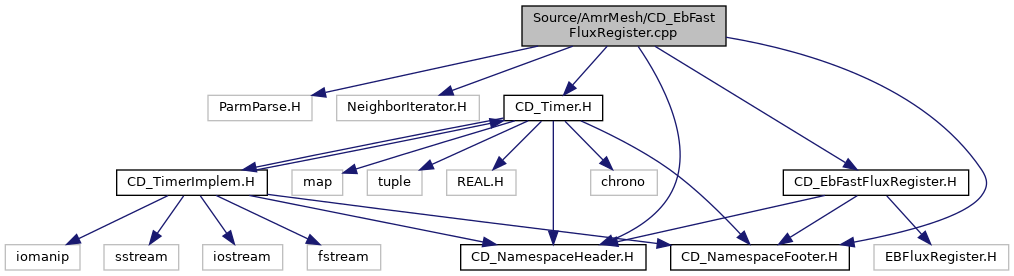 Source/AmrMesh/CD_EbFast
FluxRegister.cpp
ParmParse.H
NeighborIterator.H
CD_Timer.H
CD_TimerImplem.H
map
tuple
REAL.H
chrono
CD_EbFastFluxRegister.H
iomanip
sstream
iostream
fstream
CD_NamespaceHeader.H
CD_NamespaceFooter.H
EBFluxRegister.H